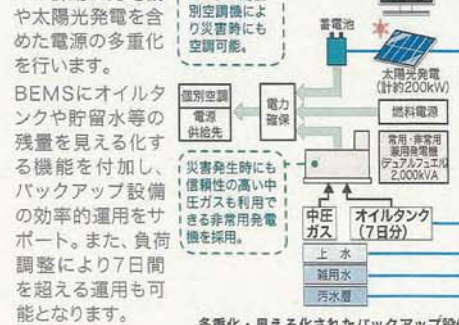 や太陽光発電を含
めた電源の多重化
を行います。
BEMSにオイルタ
ンクや貯留水等の
残量を見える化す
る機能を付加し、
バックアップ設備
の効率的運用をサ
ポート。また、負荷
調整により7日間
を超える運用も可
能となります。
別空調機によ
り災害時にも
空調可能。
蓄電池
太陽光発電
(計約200kW)
個別空調
電源
供給先
電力
確保
燃料電源
常用・非常用
兼用発電機
(デュアルフュエル)
2,000kVA
災害発生時にも
信頼性の高い中
圧ガスも利用で
きる非常用発電
機を採用。
中圧
ガス
オイルタンク
(7日分)
上 水
雑用水
汚水層
多重化・見える化されたバックアップ設